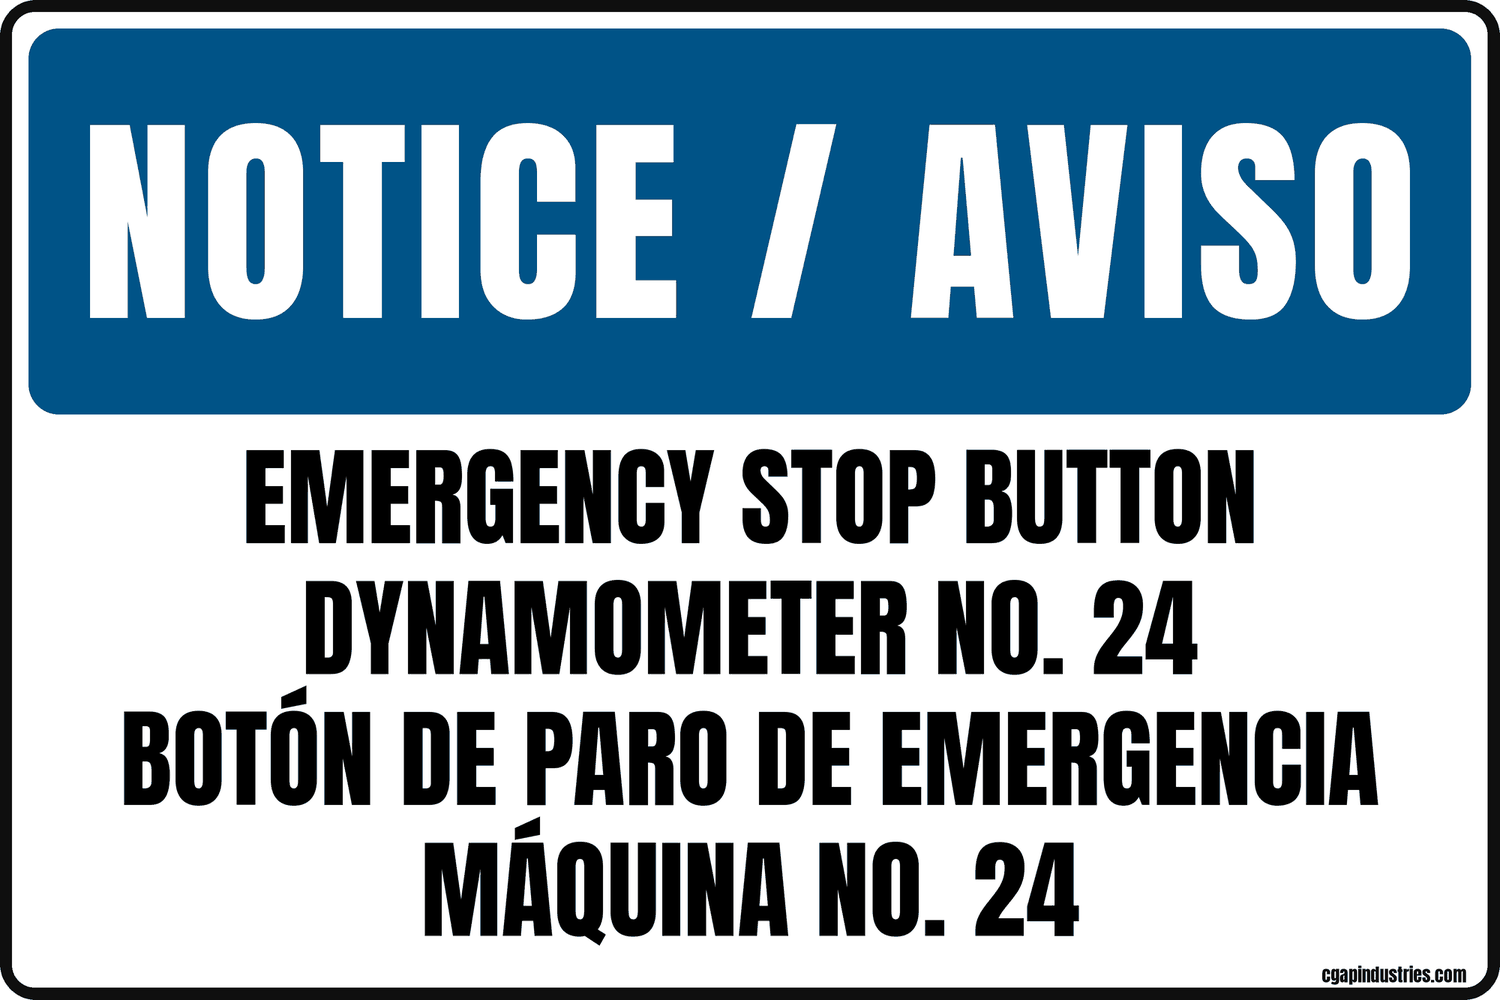 NOTICE / AVISO
EMERGENCY STOP BUTTON
DYNAMOMETER NO. 24
BOTÓN DE PARO DE EMERGENCIA
MÁQUINA NO. 24
cgapindustries.com